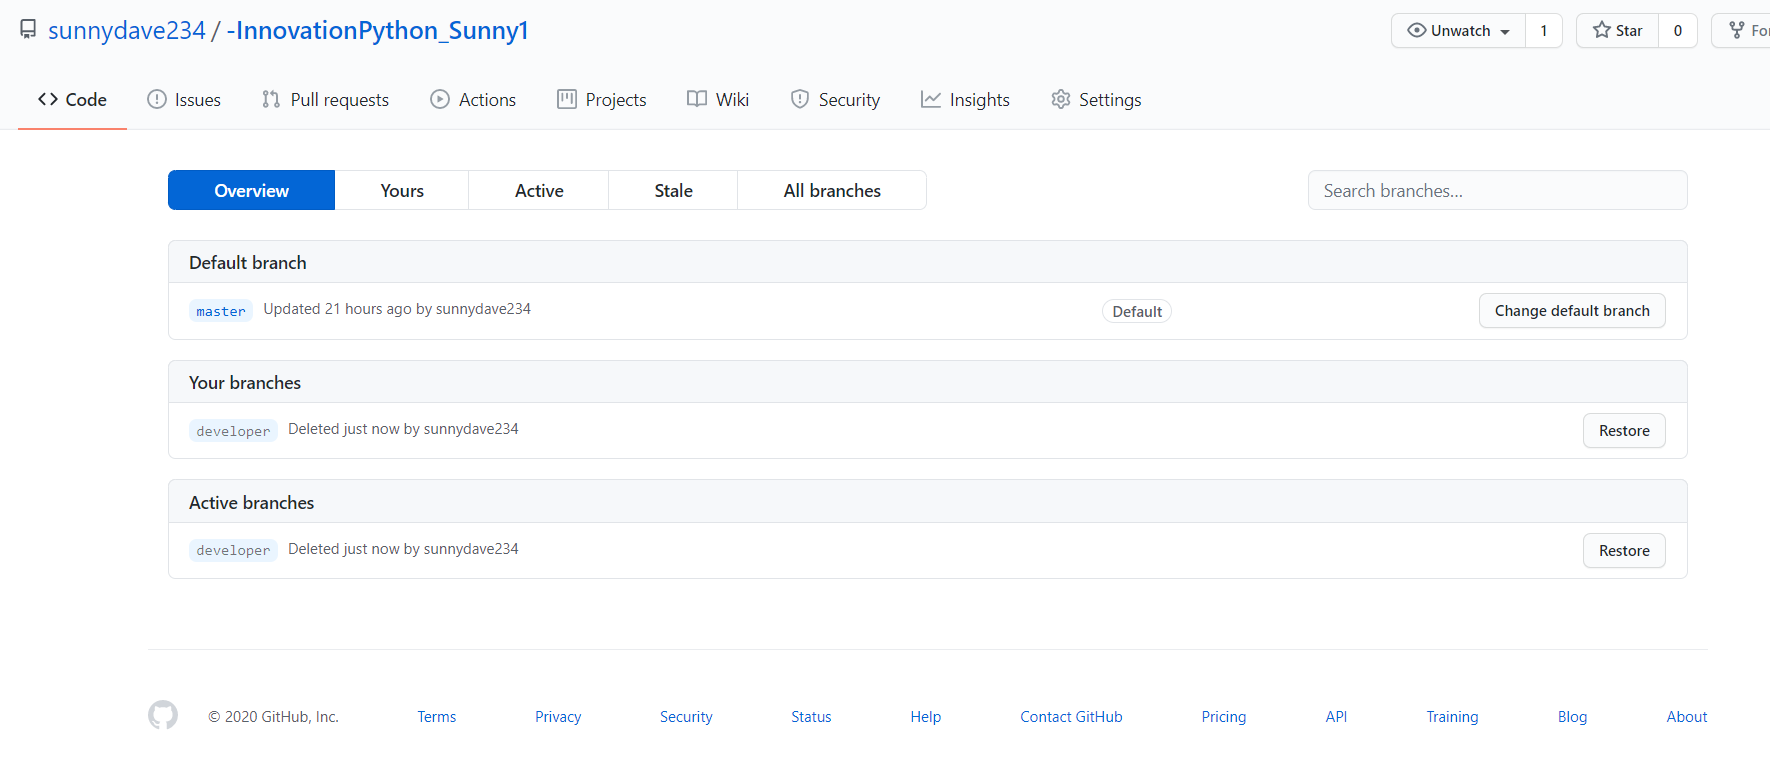 sunnydave234 / -InnovationPython_Sunny1
Unwatch 1 Star 0 Fo
Code Issues Pull requests Actions Projects Wiki Security Insights Settings
Overview Yours Active Stale All branches Search branches...
Default branch
master Updated 21 hours ago by sunnydave234 Default Change default branch
Your branches
developer Deleted just now by sunnydave234 Restore
Active branches
developer Deleted just now by sunnydave234 Restore
© 2020 GitHub, Inc. Terms Privacy Security Status Help Contact GitHub Pricing API Training Blog About